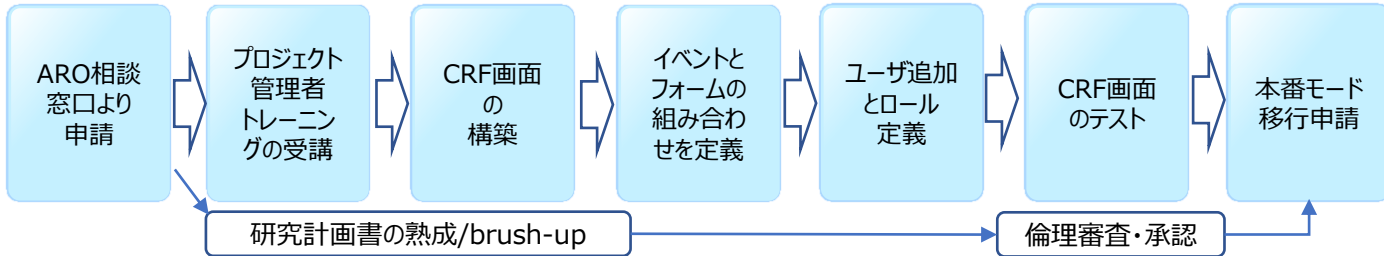 ARO相談
窓口より
申請
プロジェクト
管理者
トレーニン
グの受講
CRF画面
の
構築
イベントと
フォームの
組み合わ
せを定義
ユーザ追加
とロール
定義
CRF画面
のテスト
本番モード
移行申請
研究計画書の熟成/brush-up
倫理審査・承認